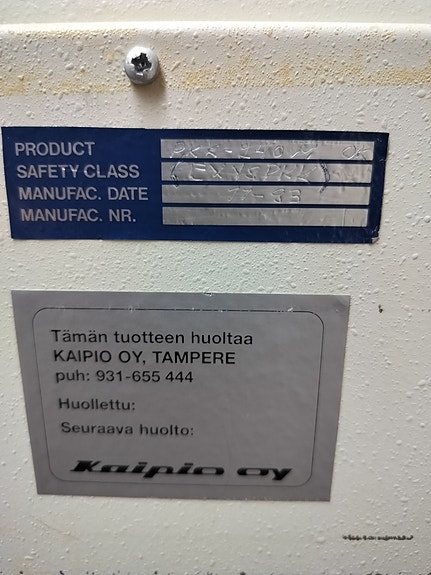 PRODUCT
SAFETY CLASS
MANUFAC. DATE
MANUFAC. NR.
Tämän tuotteen huoltaa
KAIPIO OY, TAMPERE
puh: 931-655 444
Huollettu:
Seuraava huolto:
Kaipio oy